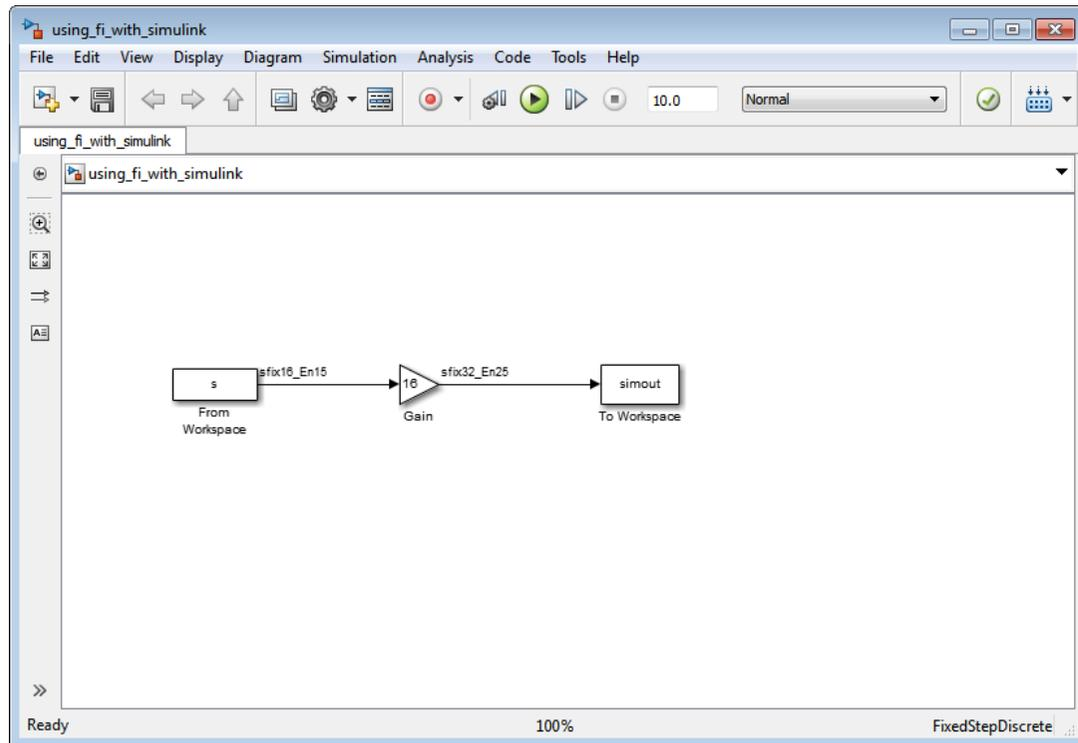 using_fi_with_simulink
File Edit View Display Diagram Simulation Analysis Code Tools Help
10.0 Normal
using_fi_with_simulink
using_fi_with_simulink
s sfix16_En15 16 sfix32_En25 simout
From Gain To Workspace
Workspace
Ready 100% FixedStepDiscrete